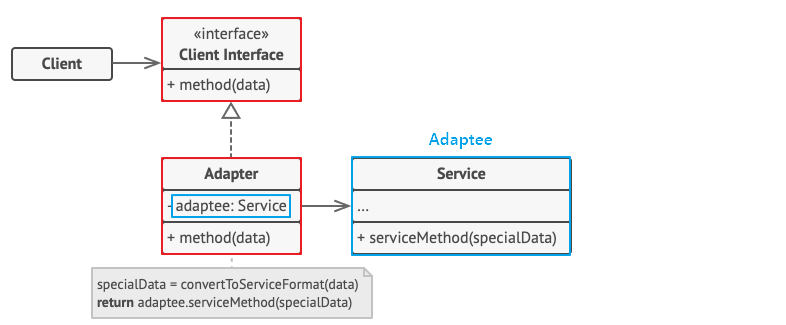 «interface»
Client Interface
Client
+ method(data)
Adaptee
Adapter
Service
- adaptee: Service
...
+ method(data)
+ serviceMethod(specialData)
specialData = convertToServiceFormat(data)
return adaptee.serviceMethod(specialData)